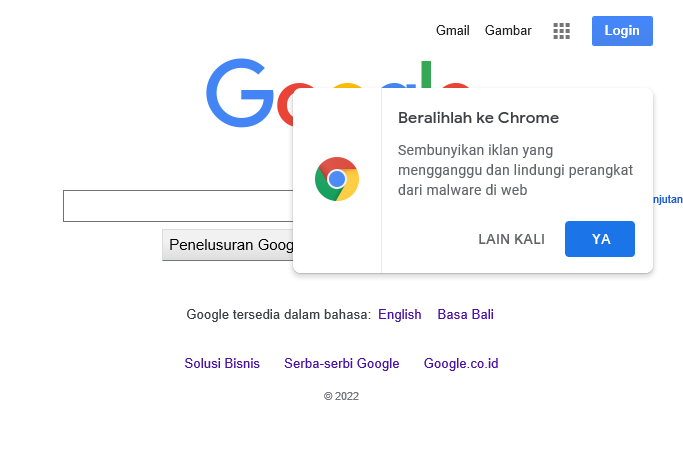 Gmail Gambar Login
Google
Beralihlah ke Chrome
Sembunyikan iklan yang
mengganggu dan lindungi perangkat
dari malware di web
LAIN KALI YA
njutan
Penelusuran Goog
Google tersedia dalam bahasa: English Basa Bali
Solusi Bisnis Serba-serbi Google Google.co.id
© 2022